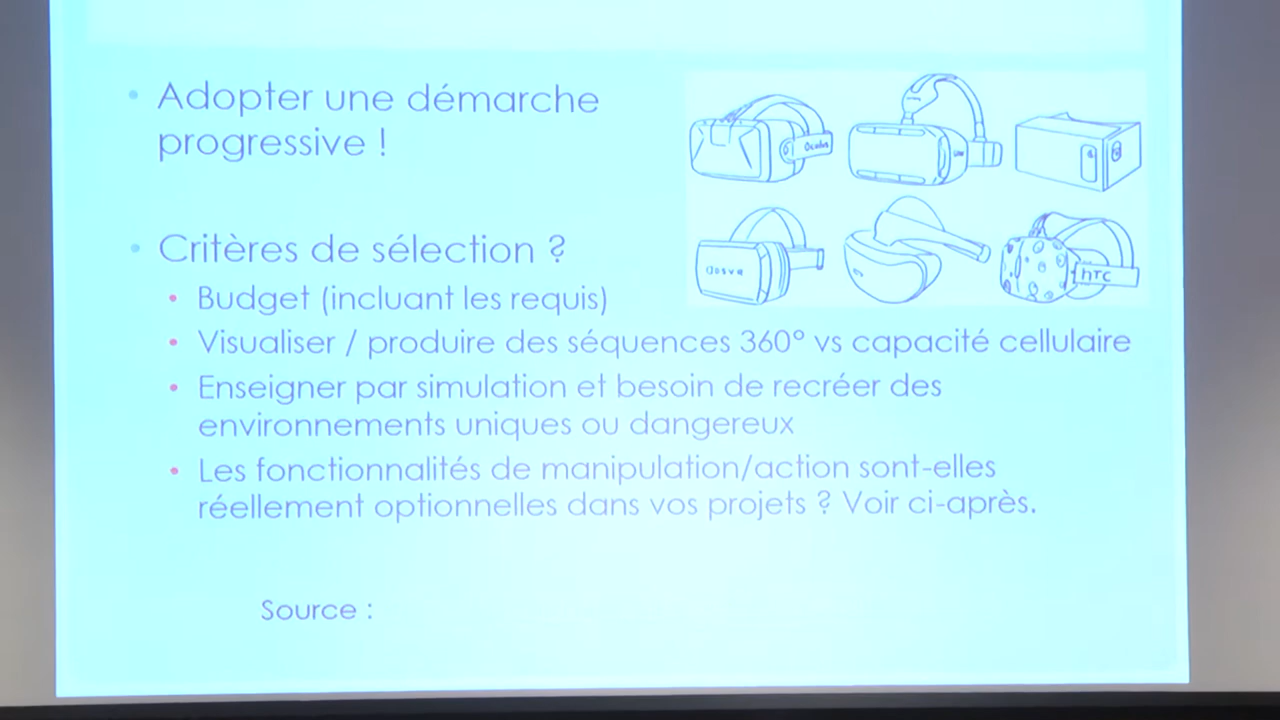 • Adopter une démarche
progressive !
• Critères de sélection ?
• Budget (incluant les requis)
• Visualiser / produire des séquences 360° vs capacité cellulaire
• Enseigner par simulation et besoin de recréer des
environnements uniques ou dangereux
• Les fonctionnalités de manipulation/action sont-elles
réellement optionnelles dans vos projets ? Voir ci-après.
Source :
Oculus
hTC